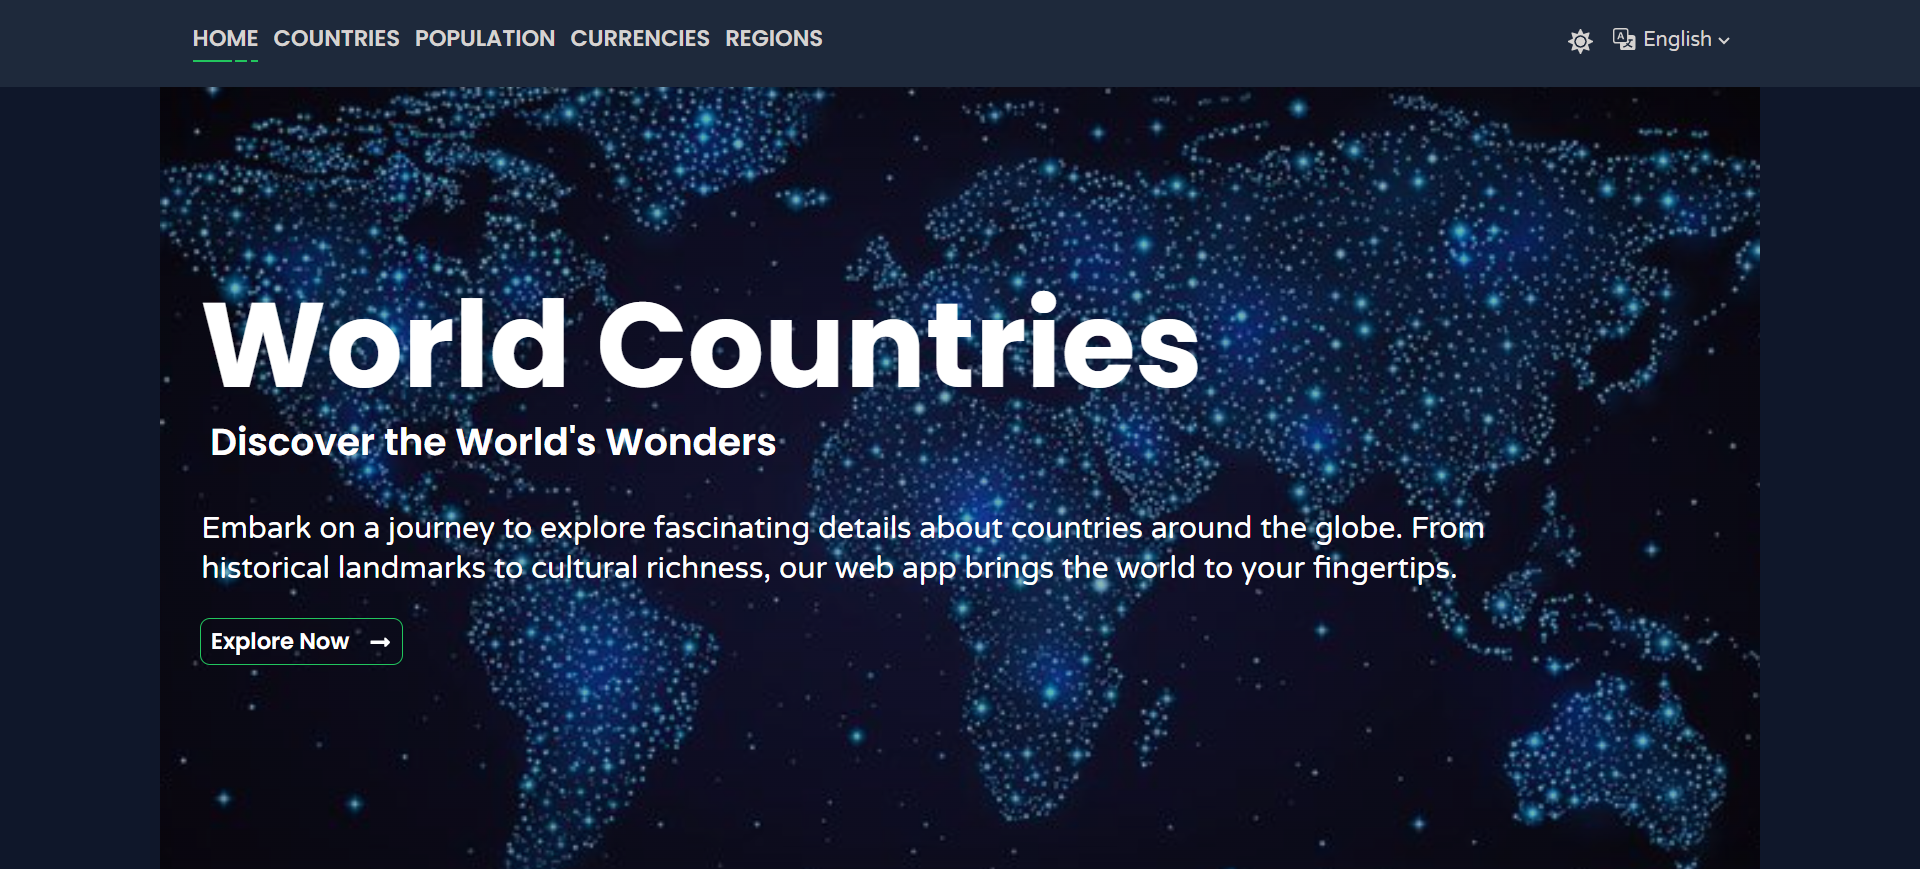 HOME COUNTRIES POPULATION CURRENCIES REGIONS
English
World Countries
Discover the World's Wonders
Embark on a journey to explore fascinating details about countries around the globe. From
historical landmarks to cultural richness, our web app brings the world to your fingertips.
Explore Now →